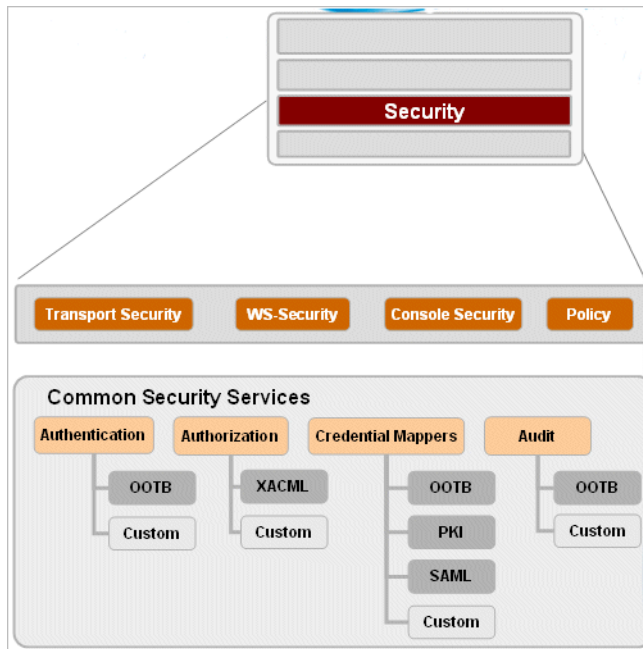 Security
Transport Security
WS-Security
Console Security
Policy
Common Security Services
Authentication
Authorization
Credential Mappers
Audit
OOTB
XACML
OOTB
OOTB
Custom
Custom
PKI
Custom
SAML
Custom